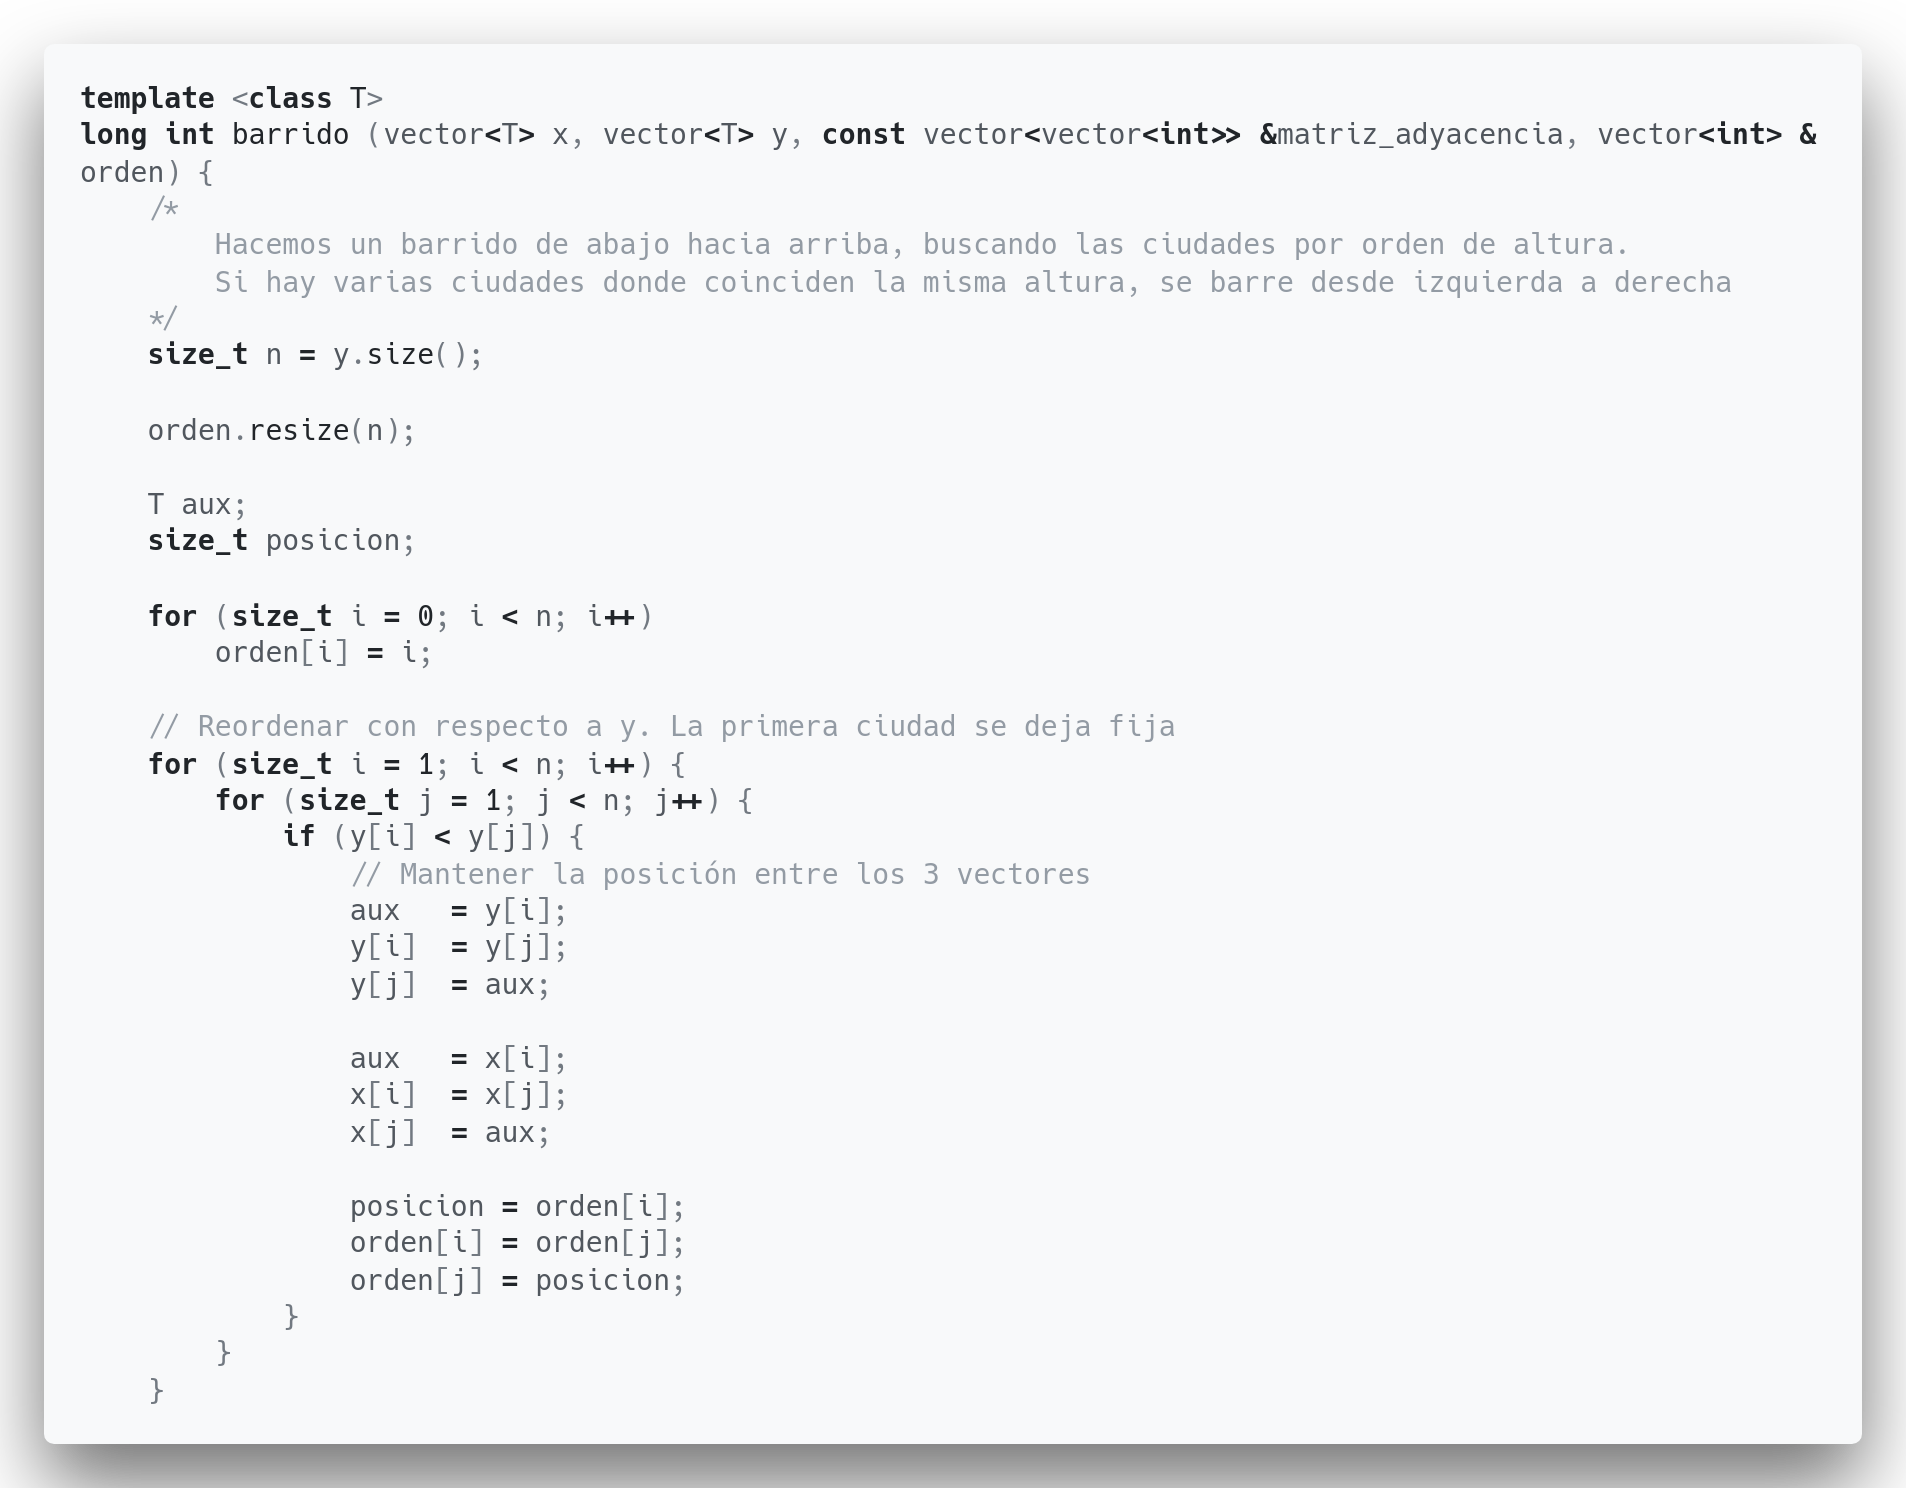 template <class T>
long int barrido (vector<T> x, vector<T> y, const vector<vector<int>> &matriz_adyacencia, vector<int> &
orden) {
    /*
        Hacemos un barrido de abajo hacia arriba, buscando las ciudades por orden de altura.
        Si hay varias ciudades donde coinciden la misma altura, se barre desde izquierda a derecha
    */
    size_t n = y.size();

    orden.resize(n);

    T aux;
    size_t posicion;

    for (size_t i = 0; i < n; i++)
        orden[i] = i;

    // Reordenar con respecto a y. La primera ciudad se deja fija
    for (size_t i = 1; i < n; i++) {
        for (size_t j = 1; j < n; j++) {
            if (y[i] < y[j]) {
                // Mantener la posición entre los 3 vectores
                aux   = y[i];
                y[i]  = y[j];
                y[j]  = aux;

                aux   = x[i];
                x[i]  = x[j];
                x[j]  = aux;

                posicion = orden[i];
                orden[i] = orden[j];
                orden[j] = posicion;
            }
        }
    }